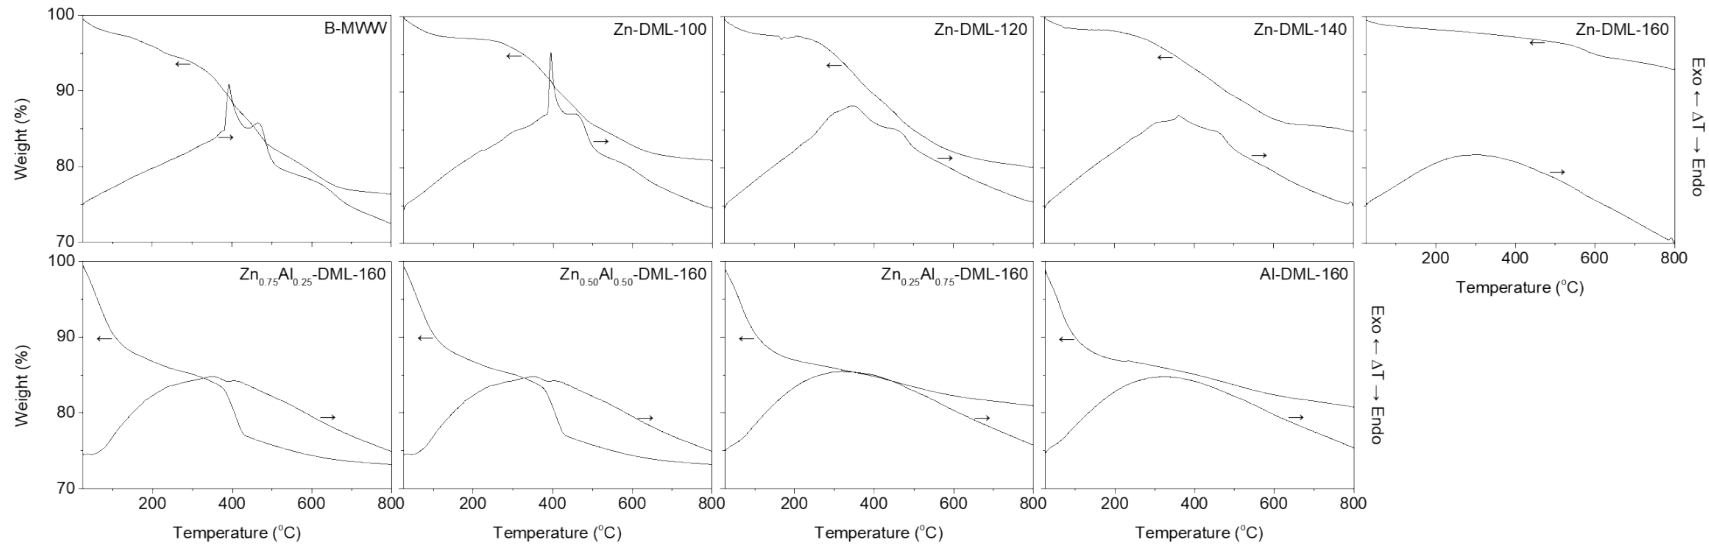 B-MWW
Zn-DML-100
Zn-DML-120
Zn-DML-140
Zn-DML-160
100
90
80
70
Weight (%)
←
→
←
→
←
→
←
→
←
→
Exo ← ΔT → Endo
200 400 600 800
Temperature (°C)
Zn0.75Al0.25-DML-160
Zn0.50Al0.50-DML-160
Zn0.25Al0.75-DML-160
Al-DML-160
100
90
80
70
Weight (%)
←
→
←
→
←
→
←
→
Exo ← ΔT → Endo
200 400 600 800
200 400 600 800
200 400 600 800
200 400 600 800
Temperature (°C)
Temperature (°C)
Temperature (°C)
Temperature (°C)